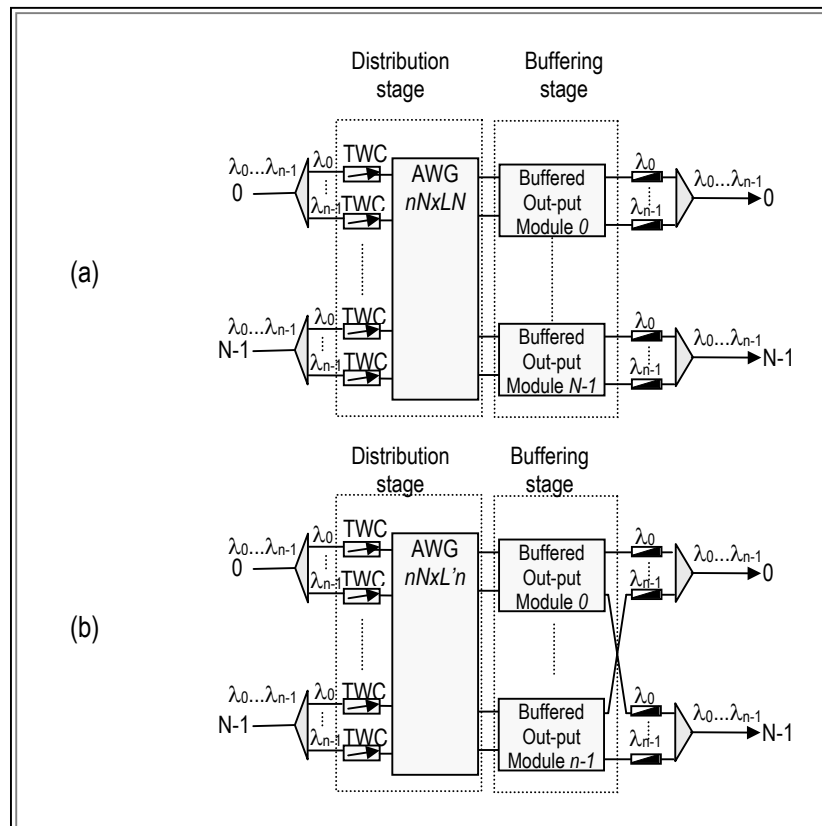 Distribution
stage
Buffering
stage
(a)
λ0...λn-1
0
λ0
TWC
λn-1
TWC
AWG
nNxLN
Buffered
Out-put
Module 0
λ0
λn-1
λ0...λn-1
0
λ0...λn-1
N-1
λ0
TWC
λn-1
TWC
Buffered
Out-put
Module N-1
λ0
λn-1
λ0...λn-1
N-1
Distribution
stage
Buffering
stage
(b)
λ0...λn-1
0
λ0
TWC
λn-1
TWC
AWG
nNxL'n
Buffered
Out-put
Module 0
λ0
λn-1
λ0...λn-1
0
λ0...λn-1
N-1
λ0
TWC
λn-1
TWC
Buffered
Out-put
Module n-1
λ0
λn-1
λ0...λn-1
N-1